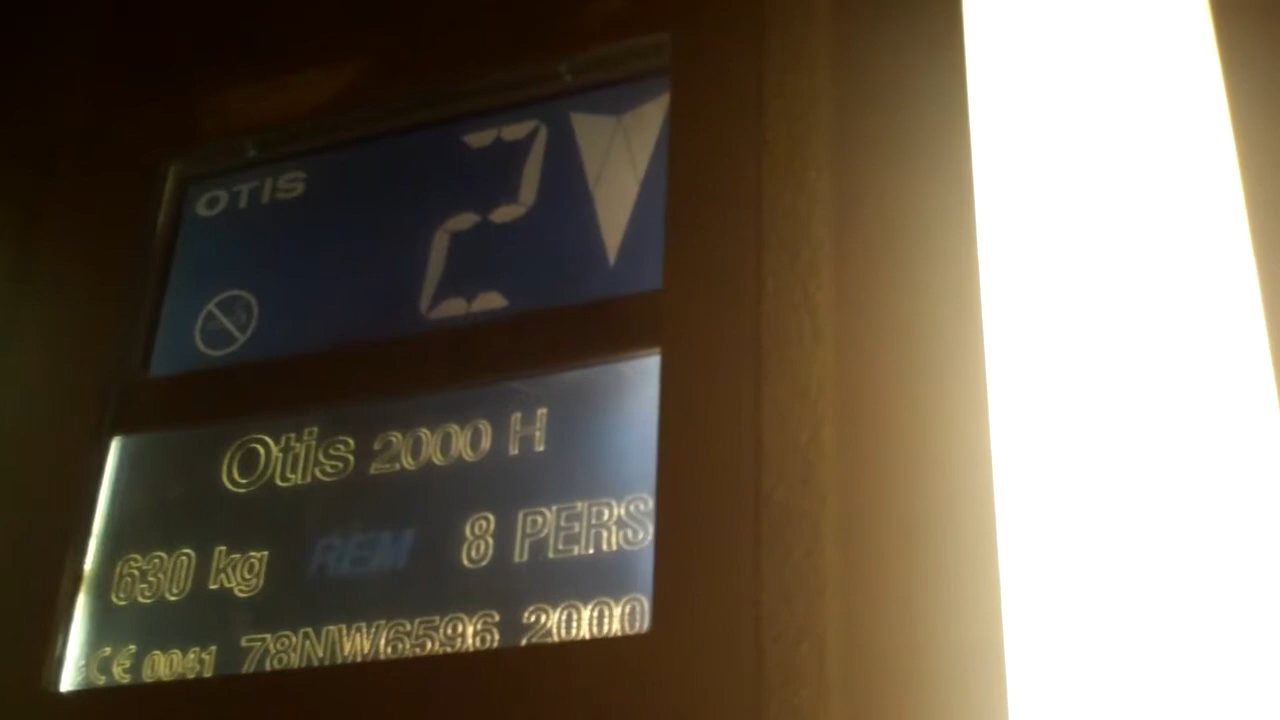 OTIS
2
Otis 2000 H
630 kg REM 8 PERS
CE 0041 78NW6596 2000